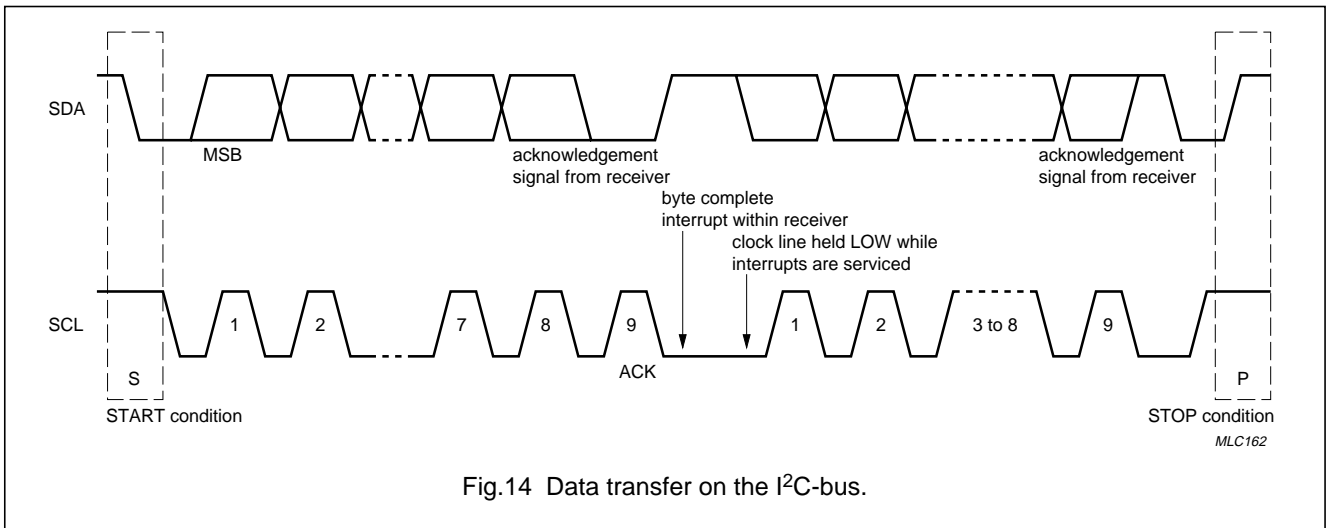 SDA
MSB
acknowledgement
signal from receiver
acknowledgement
signal from receiver
byte complete
interrupt within receiver
clock line held LOW while
interrupts are serviced
SCL
1
2
7
8
9
1
2
3 to 8
9
ACK
S
P
START condition
STOP condition
MLC162
Fig.14 Data transfer on the I²C-bus.